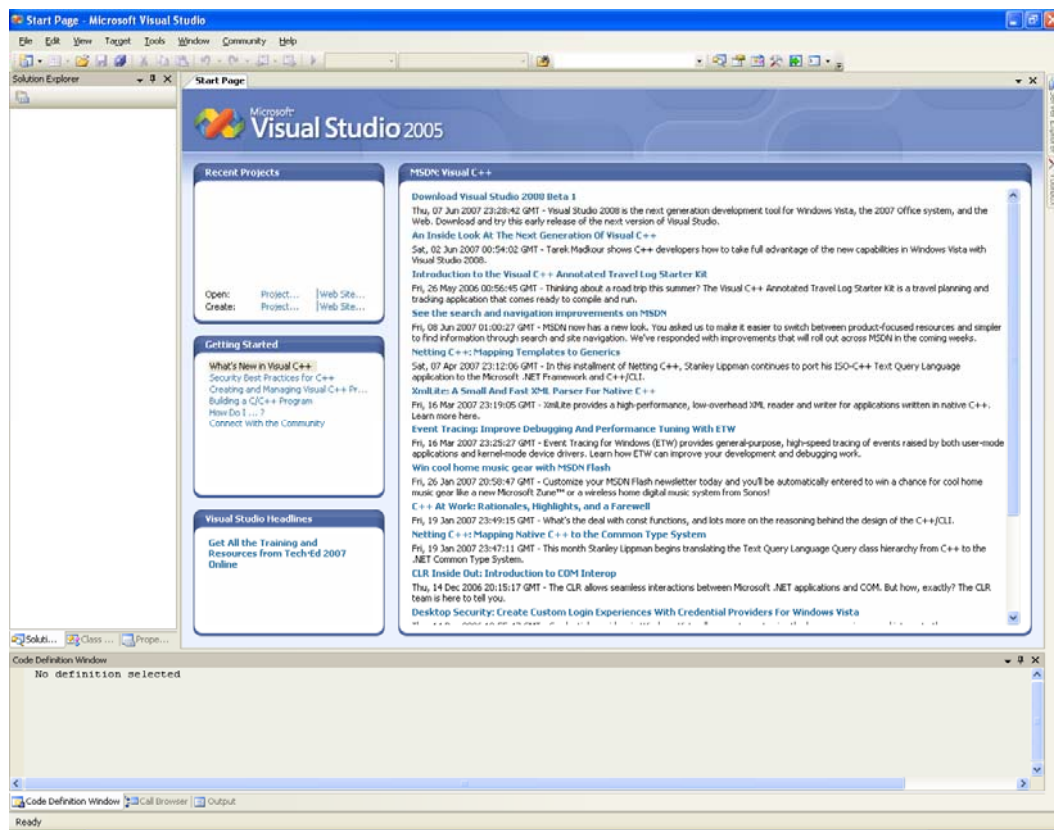 Start Page - Microsoft Visual Studio
File Edit View Target Tools Window Community Help
Solution Explorer
Start Page
Microsoft
Visual Studio 2005
Recent Projects
Open: Project... Web Site...
Create: Project... Web Site...
Getting Started
What's New in Visual C++
Security Best Practices for C++
Creating and Managing Visual C++ Pr...
Building a C/C++ Program
How Do I ... ?
Connect With the Community
Visual Studio Headlines
Get All the Training and
Resources from Tech·Ed 2007
Online
MSDN: Visual C++
Download Visual Studio 2008 Beta 1
Thu, 07 Jun 2007 23:28:42 GMT - Visual Studio 2008 is the next generation development tool for Windows Vista, the 2007 Office system, and the
Web. Download and try this early release of the next version of Visual Studio.
An Inside Look At The Next Generation Of Visual C++
Sat, 02 Jun 2007 00:54:02 GMT - Tarek Madkour shows C++ developers how to take full advantage of the new capabilities in Windows Vista with
Visual Studio 2008.
Introduction to the Visual C++ Annotated Travel Log Starter Kit
Fri, 26 May 2006 00:56:45 GMT - Thinking about a road trip this summer? The Visual C++ Annotated Travel Log Starter Kit is a travel planning and
tracking application that comes ready to compile and run.
See the search and navigation improvements on MSDN
Fri, 08 Jun 2007 01:00:27 GMT - MSDN now has a new look. You asked us to make it easier to switch between product-focused resources and simpler
to find information through search and site navigation. We've responded with improvements that will roll out across MSDN in the coming weeks.
Netting C++: Mapping Templates to Generics
Sat, 07 Apr 2007 23:12:06 GMT - In this installment of Netting C++, Stanley Lippman continues to port his ISO-C++ Text Query Language
application to the Microsoft .NET Framework and C++/CLI.
XmlLite: A Small And Fast XML Parser For Native C++
Fri, 16 Mar 2007 23:19:05 GMT - XmlLite provides a high-performance, low-overhead XML reader and writer for applications written in native C++.
Learn more here.
Event Tracing: Improve Debugging And Performance Tuning With ETW
Fri, 16 Mar 2007 23:25:27 GMT - Event Tracing for Windows (ETW) provides general-purpose, high-speed tracing of events raised by both user-mode
applications and kernel-mode device drivers. Learn how ETW can improve your development and debugging work.
Win cool home music gear with MSDN Flash
Fri, 26 Jan 2007 20:58:47 GMT - Customize your MSDN Flash newsletter today and you'll be automatically entered to win a chance for cool home
music gear like a new Microsoft Zune™ or a wireless home digital music system from Sonos!
C++ At Work: Rationales, Highlights, and a Farewell
Fri, 19 Jan 2007 23:49:15 GMT - What's the deal with const functions, and lots more on the reasoning behind the design of the C++/CLI.
Netting C++: Mapping Native C++ to the Common Type System
Fri, 19 Jan 2007 23:47:11 GMT - This month Stanley Lippman begins translating the Text Query Language Query class hierarchy from C++ to the
.NET Common Type System.
CLR Inside Out: Introduction to COM Interop
Thu, 14 Dec 2006 20:15:17 GMT - The CLR allows seamless interactions between Microsoft .NET applications and COM. But how, exactly? The CLR
team is here to tell you.
Desktop Security: Create Custom Login Experiences With Credential Providers For Windows Vista
Soluti... Class ... Prope...
Code Definition Window
No definition selected
Code Definition Window Call Browser Output
Ready